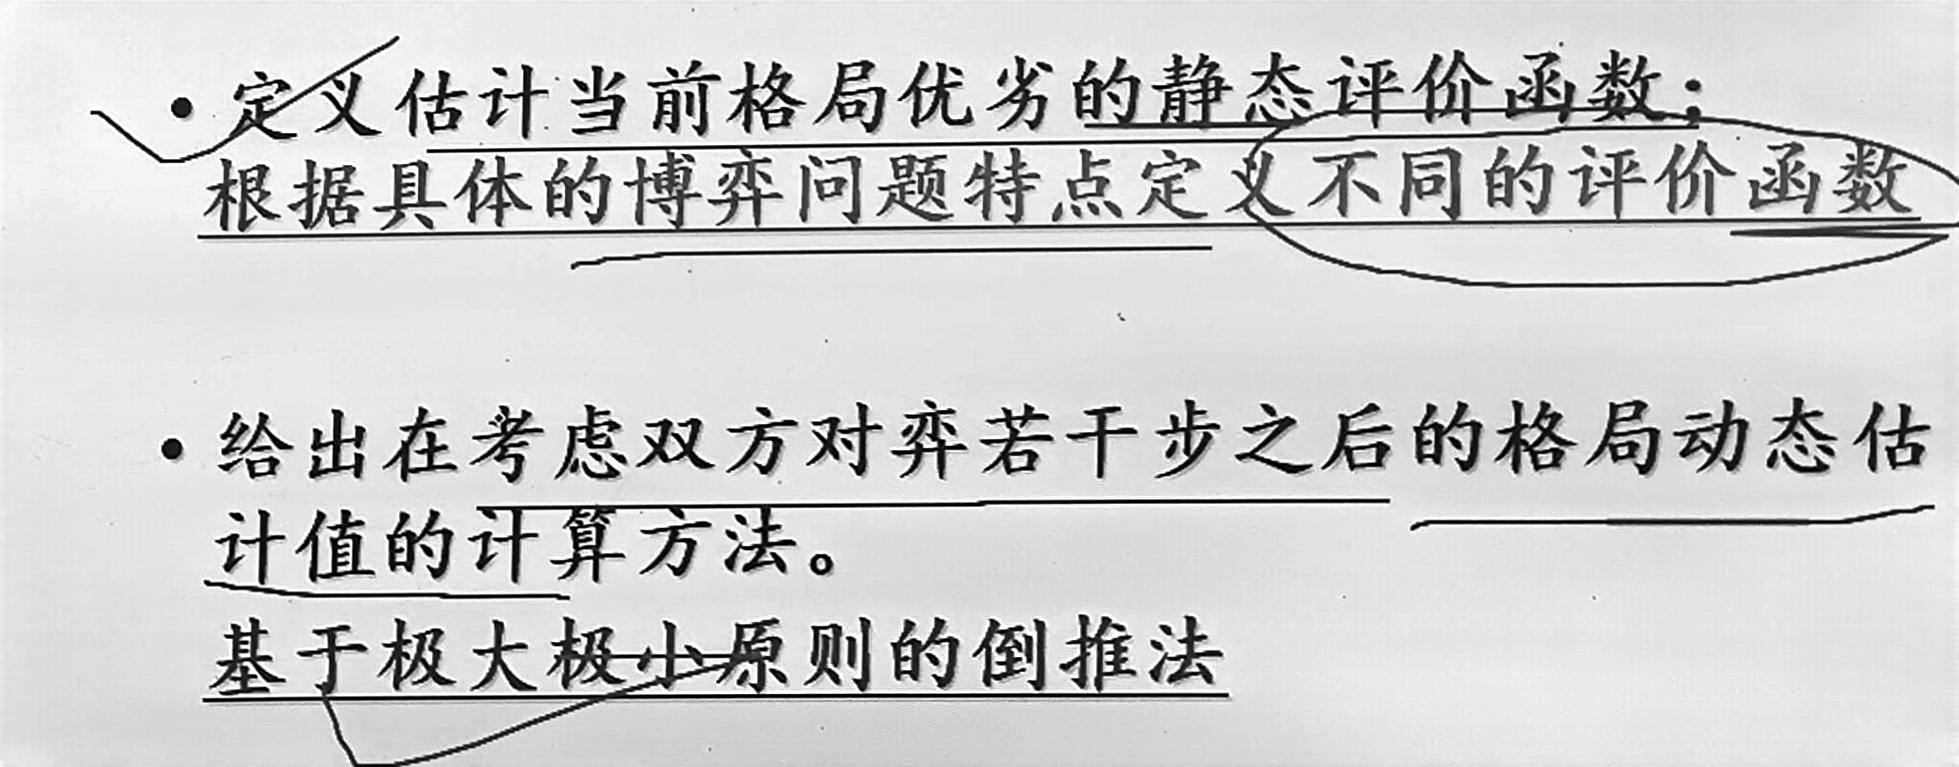 • 定义估计当前格局优劣的静态评价函数；
根据具体的博弈问题特点定义不同的评价函数
• 给出在考虑双方对弈若干步之后的格局动态估
计值的计算方法。
基于极大极小原则的倒推法